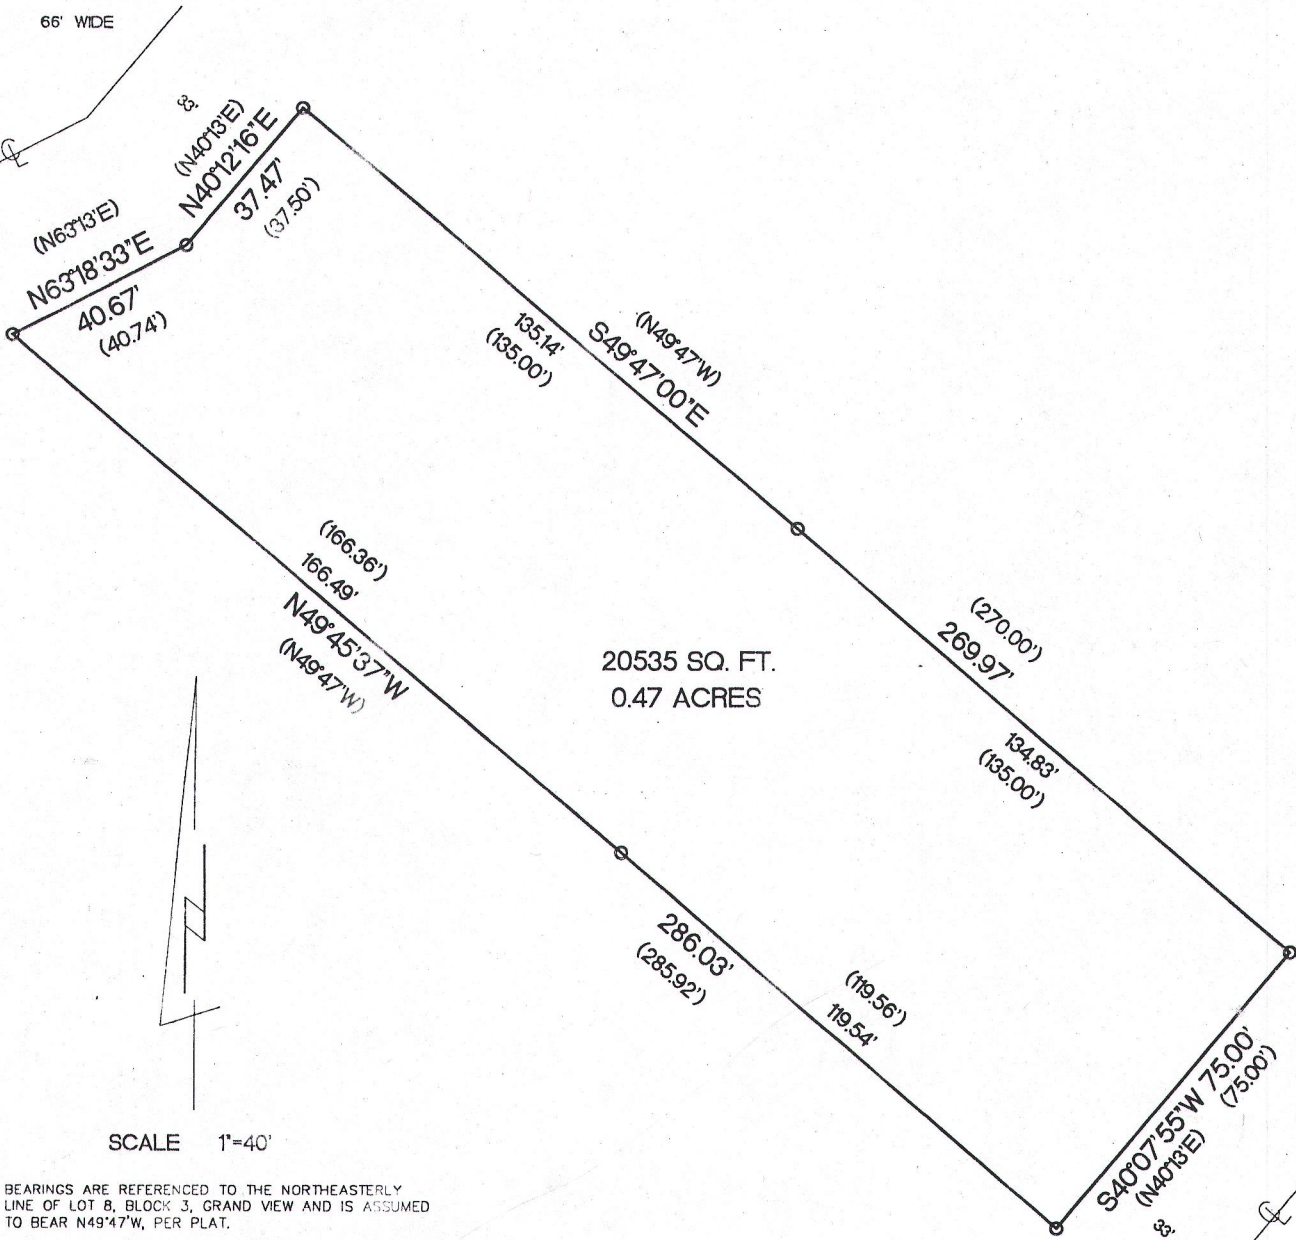 66' WIDE
33'
(N40°13'E)
N40°12'16"E
37.47'
(37.50')
(N63°13'E)
N63°18'33"E
40.67'
(40.74')
(N49°47'W)
S49°47'00"E
135.14'
(135.00')
(166.36')
166.49'
N49°45'37"W
(N49°47'W)
20535 SQ. FT.
0.47 ACRES
(270.00')
269.97'
134.83'
(135.00')
286.03'
(285.92')
(119.56')
119.54'
S40°07'55"W 75.00'
(75.00')
(N40°13'E)
33'
SCALE 1"=40'
BEARINGS ARE REFERENCED TO THE NORTHEASTERLY
LINE OF LOT 8, BLOCK 3, GRAND VIEW AND IS ASSUMED
TO BEAR N49°47'W, PER PLAT.